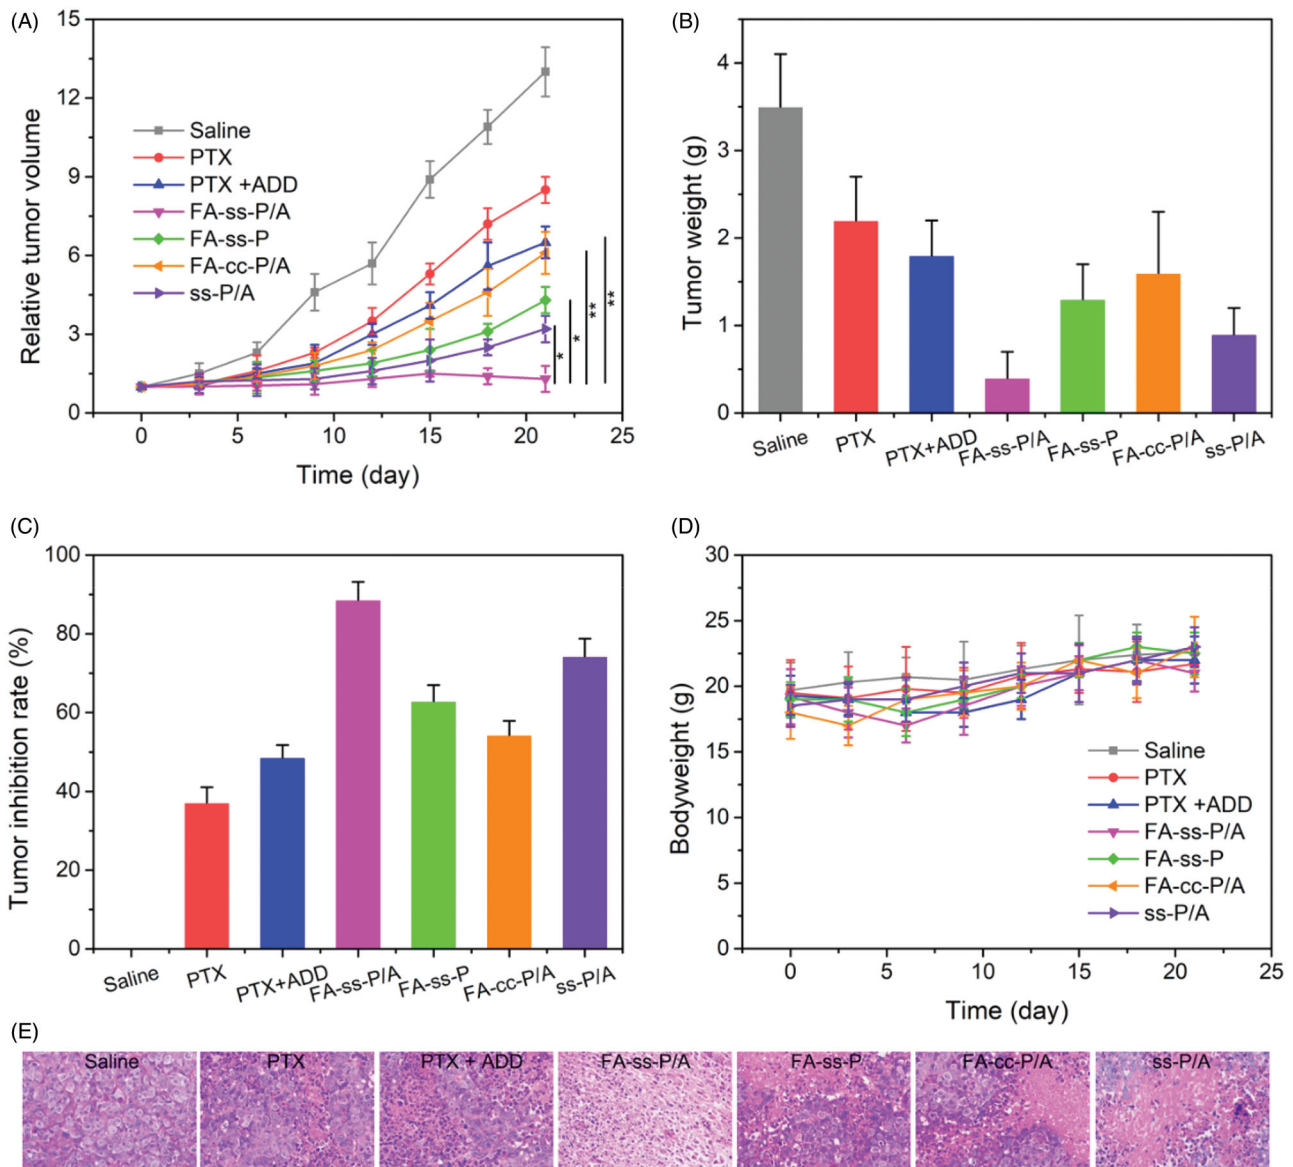 (A)
15
12
9
6
3
0
Relative tumor volume
Saline
PTX
PTX +ADD
FA-ss-P/A
FA-ss-P
FA-cc-P/A
ss-P/A
*
*
**
**
0 5 10 15 20 25
Time (day)
(B)
4
3
2
1
0
Tumor weight (g)
Saline PTX PTX+ADD FA-ss-P/A FA-ss-P FA-cc-P/A ss-P/A
(C)
100
80
60
40
20
0
Tumor inhibition rate (%)
Saline PTX PTX+ADD FA-ss-P/A FA-ss-P FA-cc-P/A ss-P/A
(D)
30
25
20
15
10
5
0
Bodyweight (g)
Saline
PTX
PTX +ADD
FA-ss-P/A
FA-ss-P
FA-cc-P/A
ss-P/A
0 5 10 15 20 25
Time (day)
(E)
Saline PTX PTX + ADD FA-ss-P/A FA-ss-P FA-cc-P/A ss-P/A